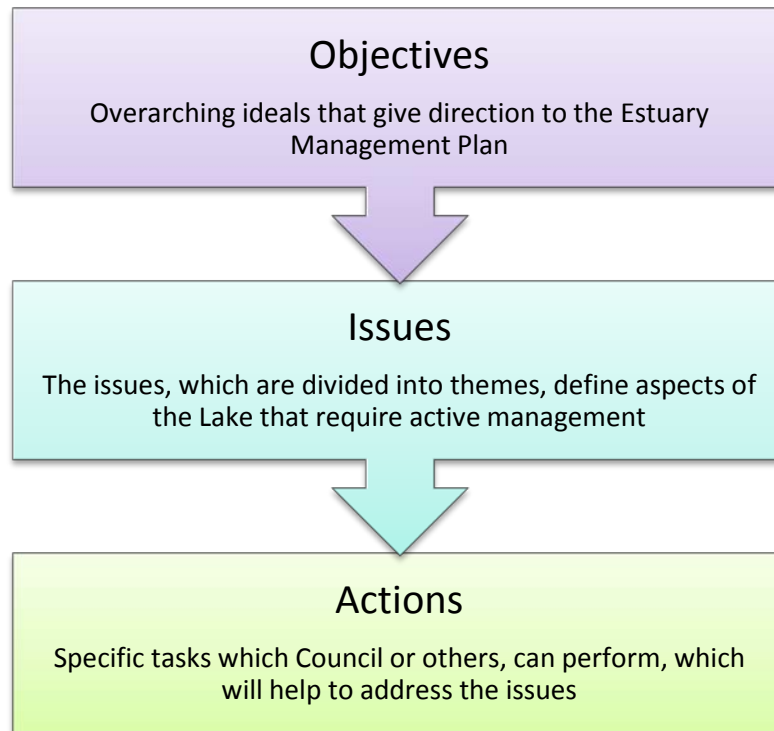 Objectives
Overarching ideals that give direction to the Estuary
Management Plan
Issues
The issues, which are divided into themes, define aspects of
the Lake that require active management
Actions
Specific tasks which Council or others, can perform, which
will help to address the issues